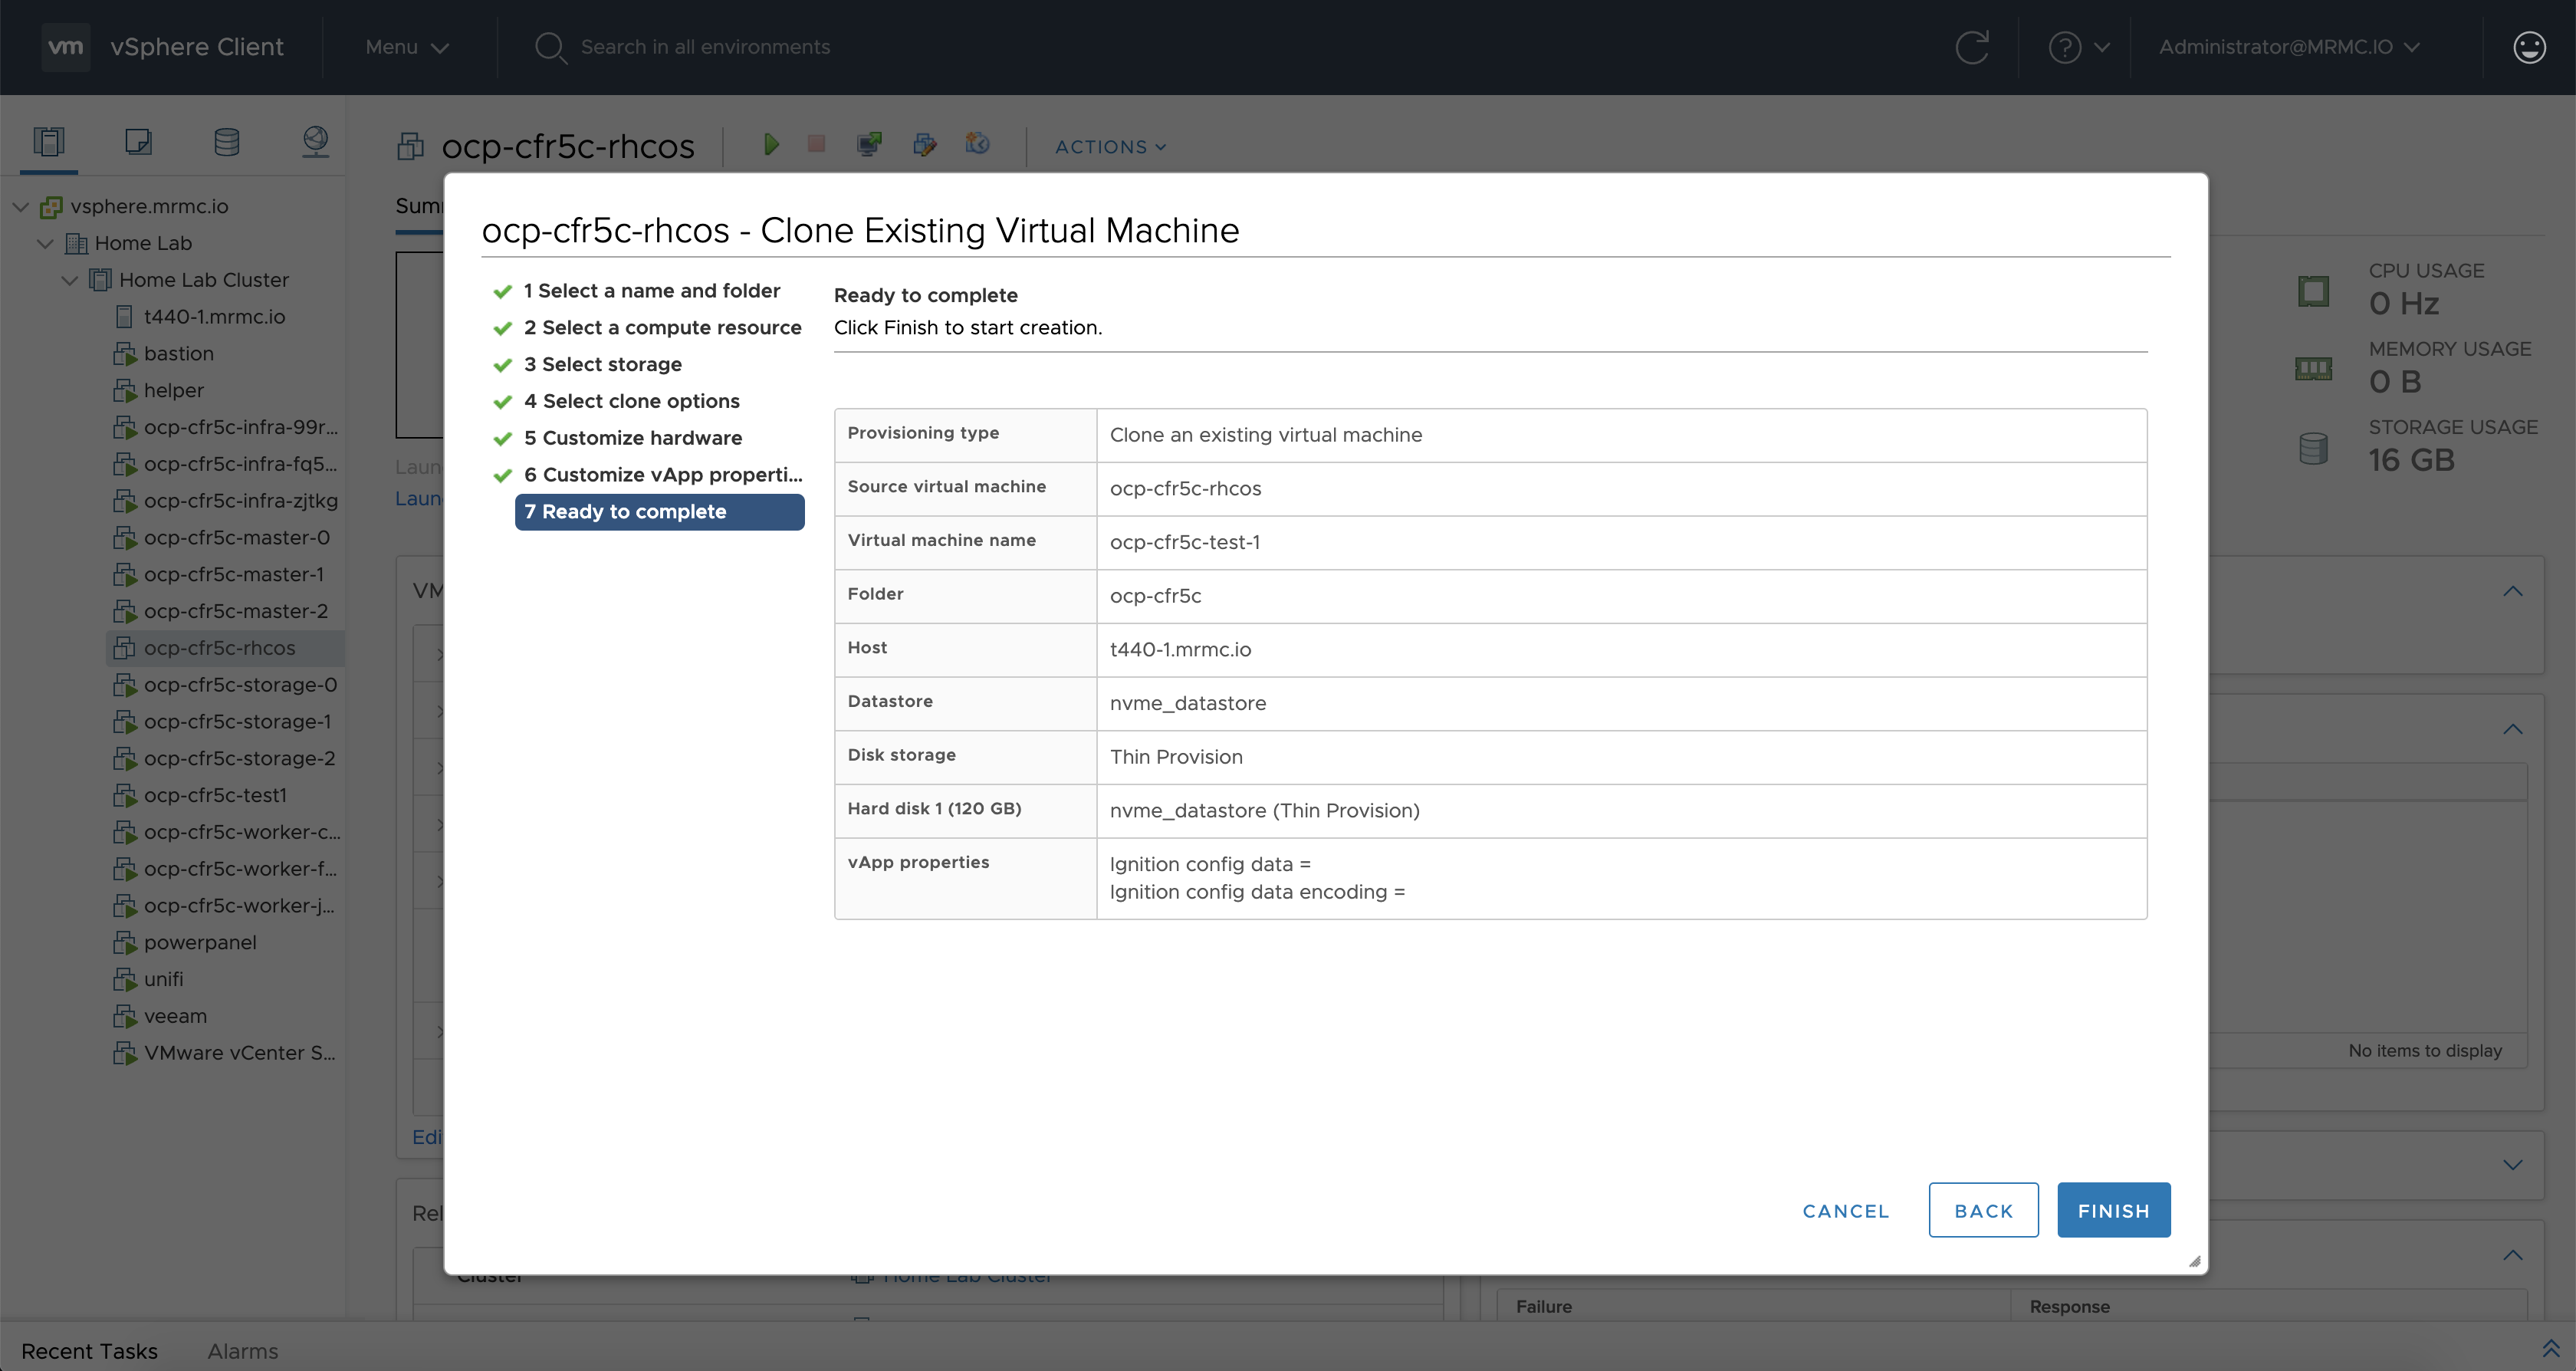 vm vSphere Client Menu Search in all environments Administrator@MRMC.IO
ocp-cfr5c-rhcos ACTIONS
vsphere.mrmc.io
Home Lab
Home Lab Cluster
t440-1.mrmc.io
bastion
helper
ocp-cfr5c-infra-99r...
ocp-cfr5c-infra-fq5...
ocp-cfr5c-infra-zjtkg
ocp-cfr5c-master-0
ocp-cfr5c-master-1
ocp-cfr5c-master-2
ocp-cfr5c-rhcos
ocp-cfr5c-storage-0
ocp-cfr5c-storage-1
ocp-cfr5c-storage-2
ocp-cfr5c-test1
ocp-cfr5c-worker-c...
ocp-cfr5c-worker-f...
ocp-cfr5c-worker-j...
powerpanel
unifi
veeam
VMware vCenter S...
ocp-cfr5c-rhcos - Clone Existing Virtual Machine
1 Select a name and folder
2 Select a compute resource
3 Select storage
4 Select clone options
5 Customize hardware
6 Customize vApp properti...
7 Ready to complete
Ready to complete
Click Finish to start creation.
Provisioning type Clone an existing virtual machine
Source virtual machine ocp-cfr5c-rhcos
Virtual machine name ocp-cfr5c-test-1
Folder ocp-cfr5c
Host t440-1.mrmc.io
Datastore nvme_datastore
Disk storage Thin Provision
Hard disk 1 (120 GB) nvme_datastore (Thin Provision)
vApp properties Ignition config data =
Ignition config data encoding =
CANCEL BACK FINISH
CPU USAGE
0 Hz
MEMORY USAGE
0 B
STORAGE USAGE
16 GB
No items to display
Cluster Home Lab Cluster
Failure Response
Recent Tasks Alarms